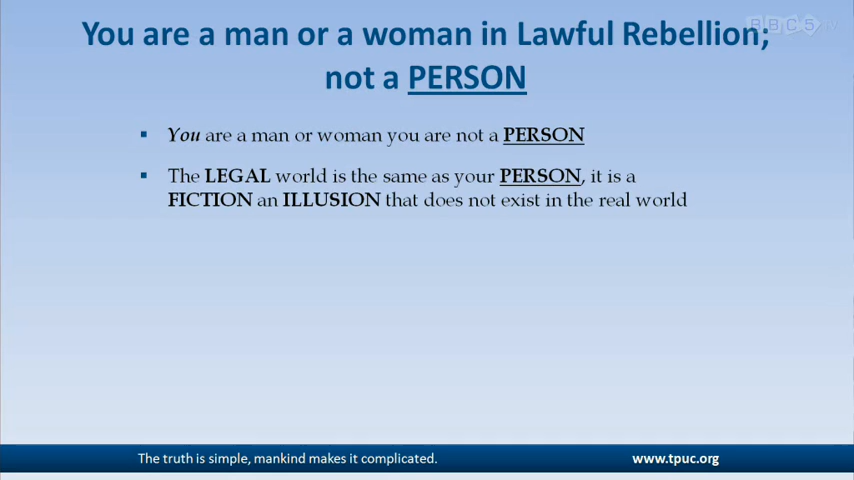 BBC5.tv
You are a man or a woman in Lawful Rebellion;
not a PERSON
▪ You are a man or woman you are not a PERSON
▪ The LEGAL world is the same as your PERSON, it is a
FICTION an ILLUSION that does not exist in the real world
The truth is simple, mankind makes it complicated.
www.tpuc.org